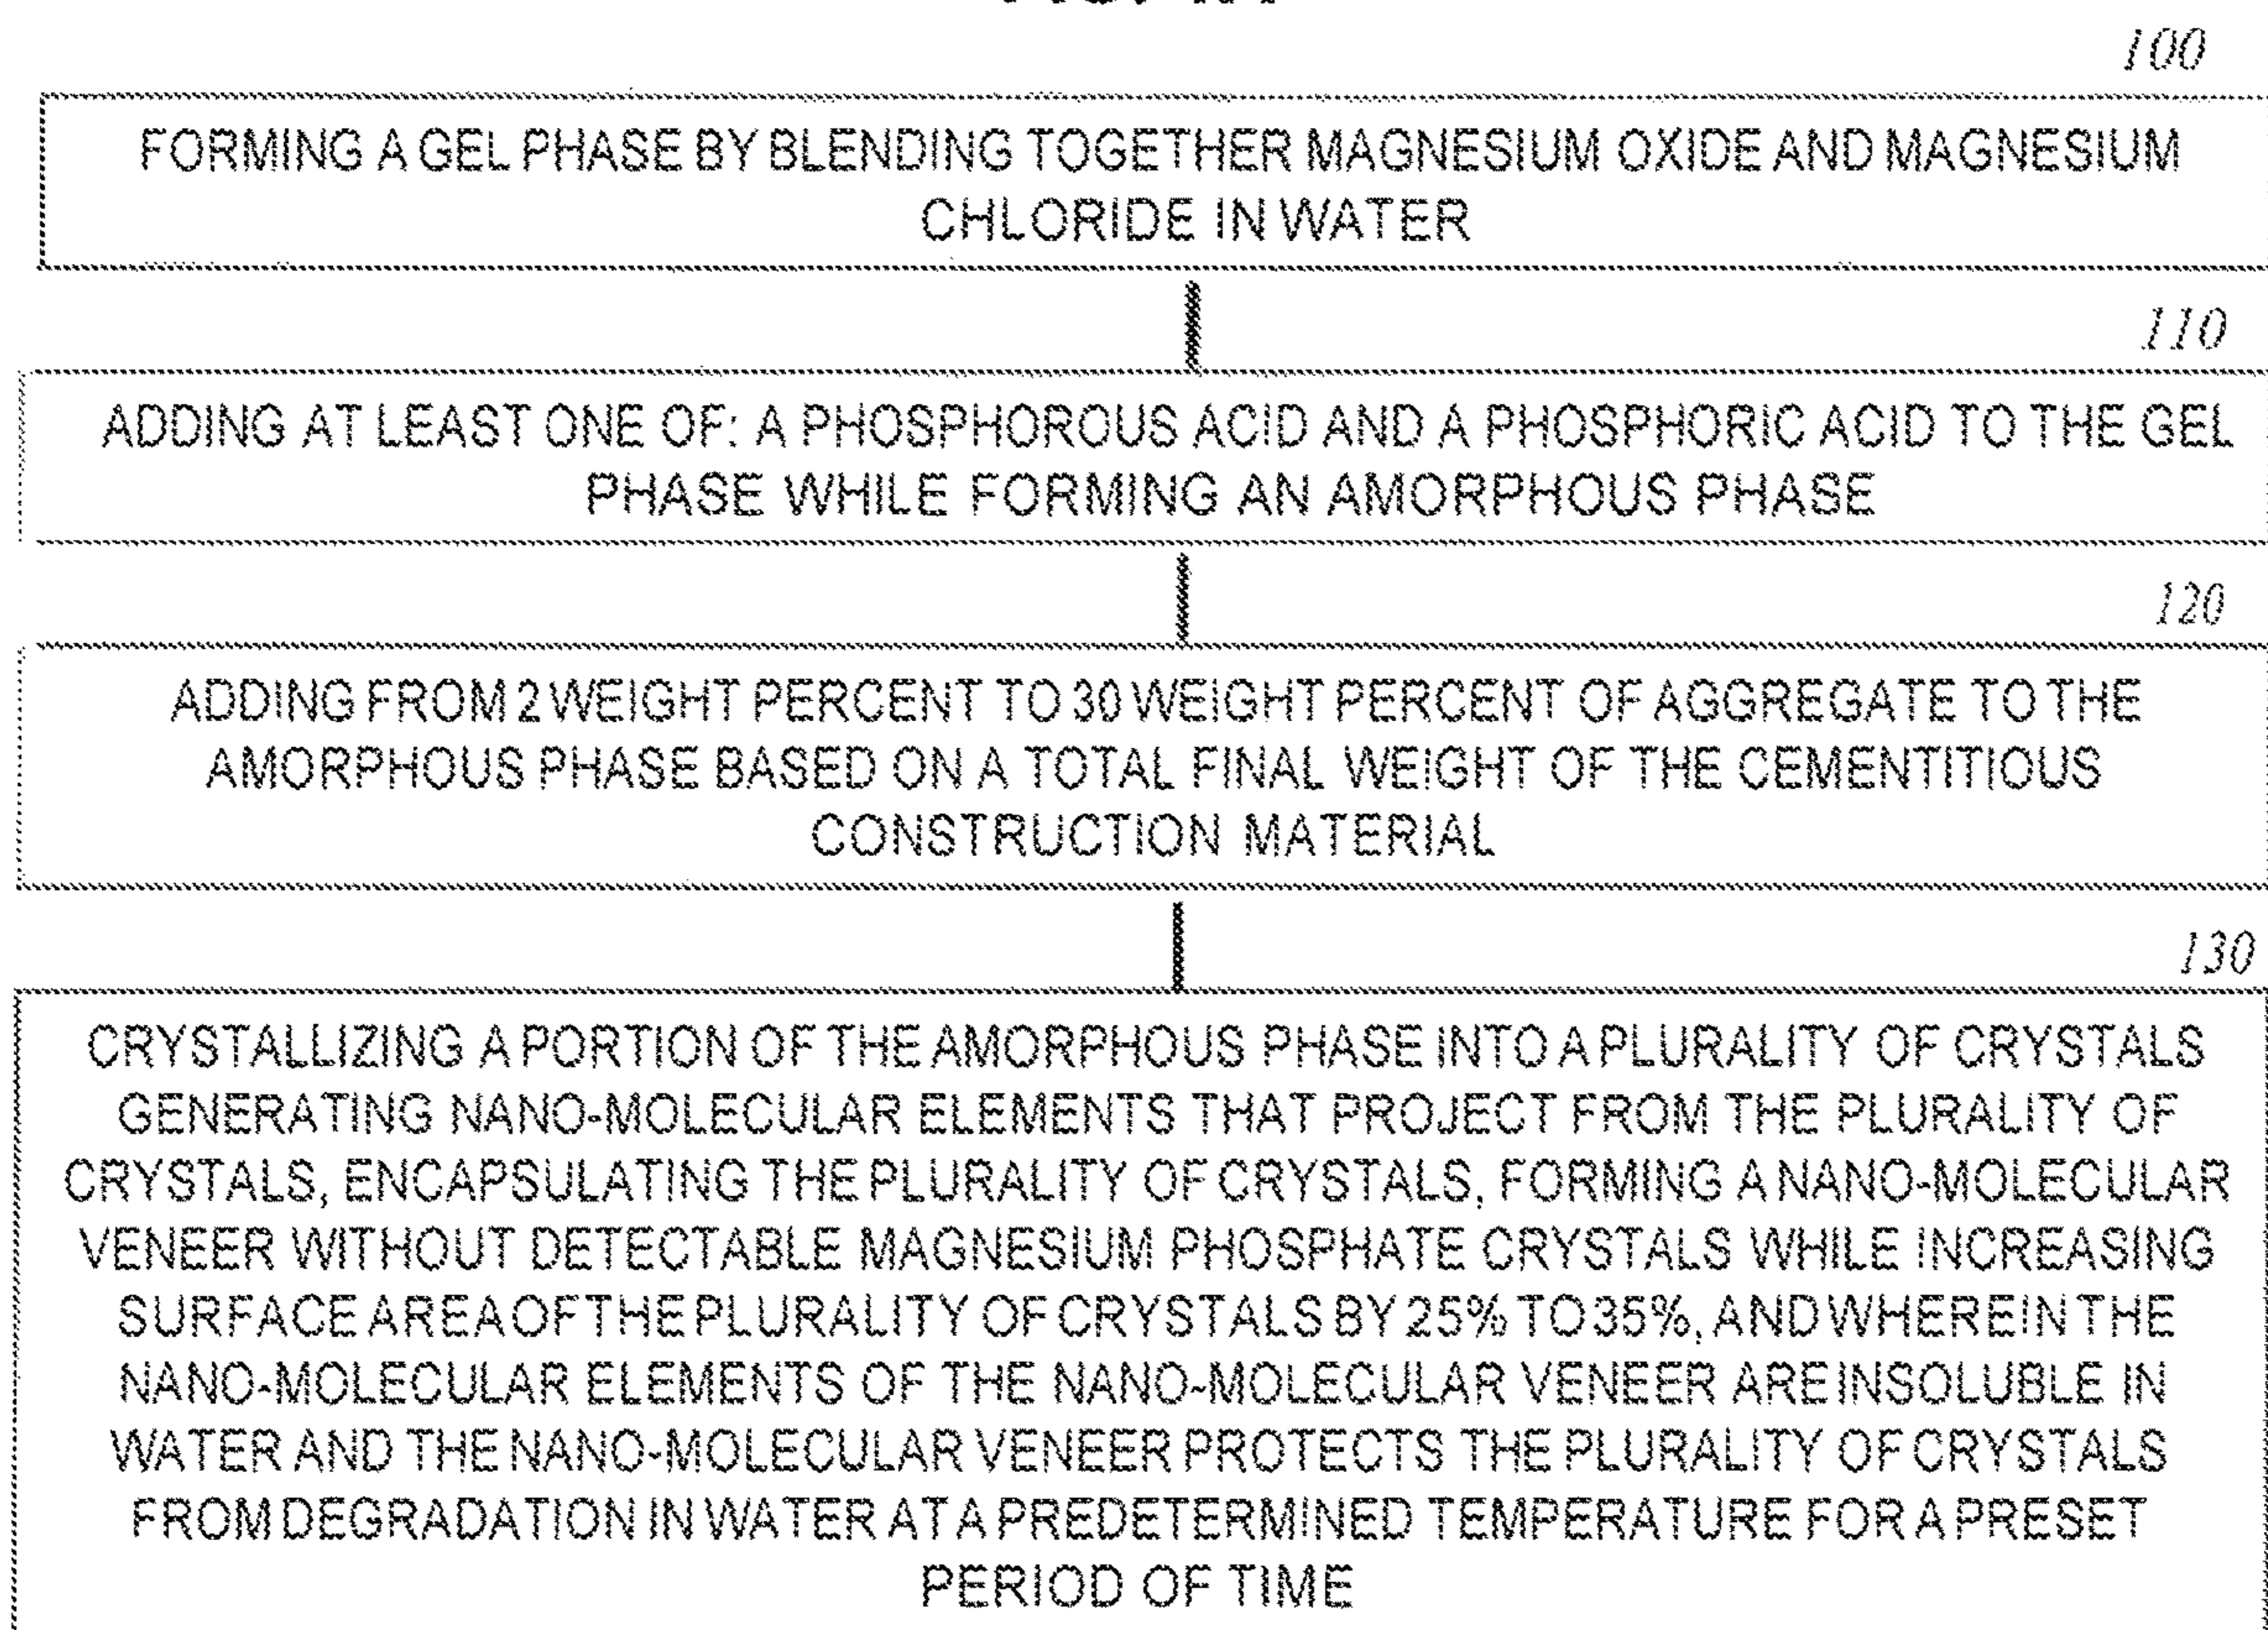 100
FORMING A GEL PHASE BY BLENDING TOGETHER MAGNESIUM OXIDE AND MAGNESIUM
CHLORIDE IN WATER
110
ADDING AT LEAST ONE OF: A PHOSPHOROUS ACID AND A PHOSPHORIC ACID TO THE GEL
PHASE WHILE FORMING AN AMORPHOUS PHASE
120
ADDING FROM 2 WEIGHT PERCENT TO 30 WEIGHT PERCENT OF AGGREGATE TO THE
AMORPHOUS PHASE BASED ON A TOTAL FINAL WEIGHT OF THE CEMENTITIOUS
CONSTRUCTION MATERIAL
130
CRYSTALLIZING A PORTION OF THE AMORPHOUS PHASE INTO A PLURALITY OF CRYSTALS
GENERATING NANO-MOLECULAR ELEMENTS THAT PROJECT FROM THE PLURALITY OF
CRYSTALS, ENCAPSULATING THE PLURALITY OF CRYSTALS, FORMING A NANO-MOLECULAR
VENEER WITHOUT DETECTABLE MAGNESIUM PHOSPHATE CRYSTALS WHILE INCREASING
SURFACE AREA OF THE PLURALITY OF CRYSTALS BY 25% TO 35%, AND WHEREIN THE
NANO-MOLECULAR ELEMENTS OF THE NANO-MOLECULAR VENEER ARE INSOLUBLE IN
WATER AND THE NANO-MOLECULAR VENEER PROTECTS THE PLURALITY OF CRYSTALS
FROM DEGRADATION IN WATER AT A PREDETERMINED TEMPERATURE FOR A PRESET
PERIOD OF TIME